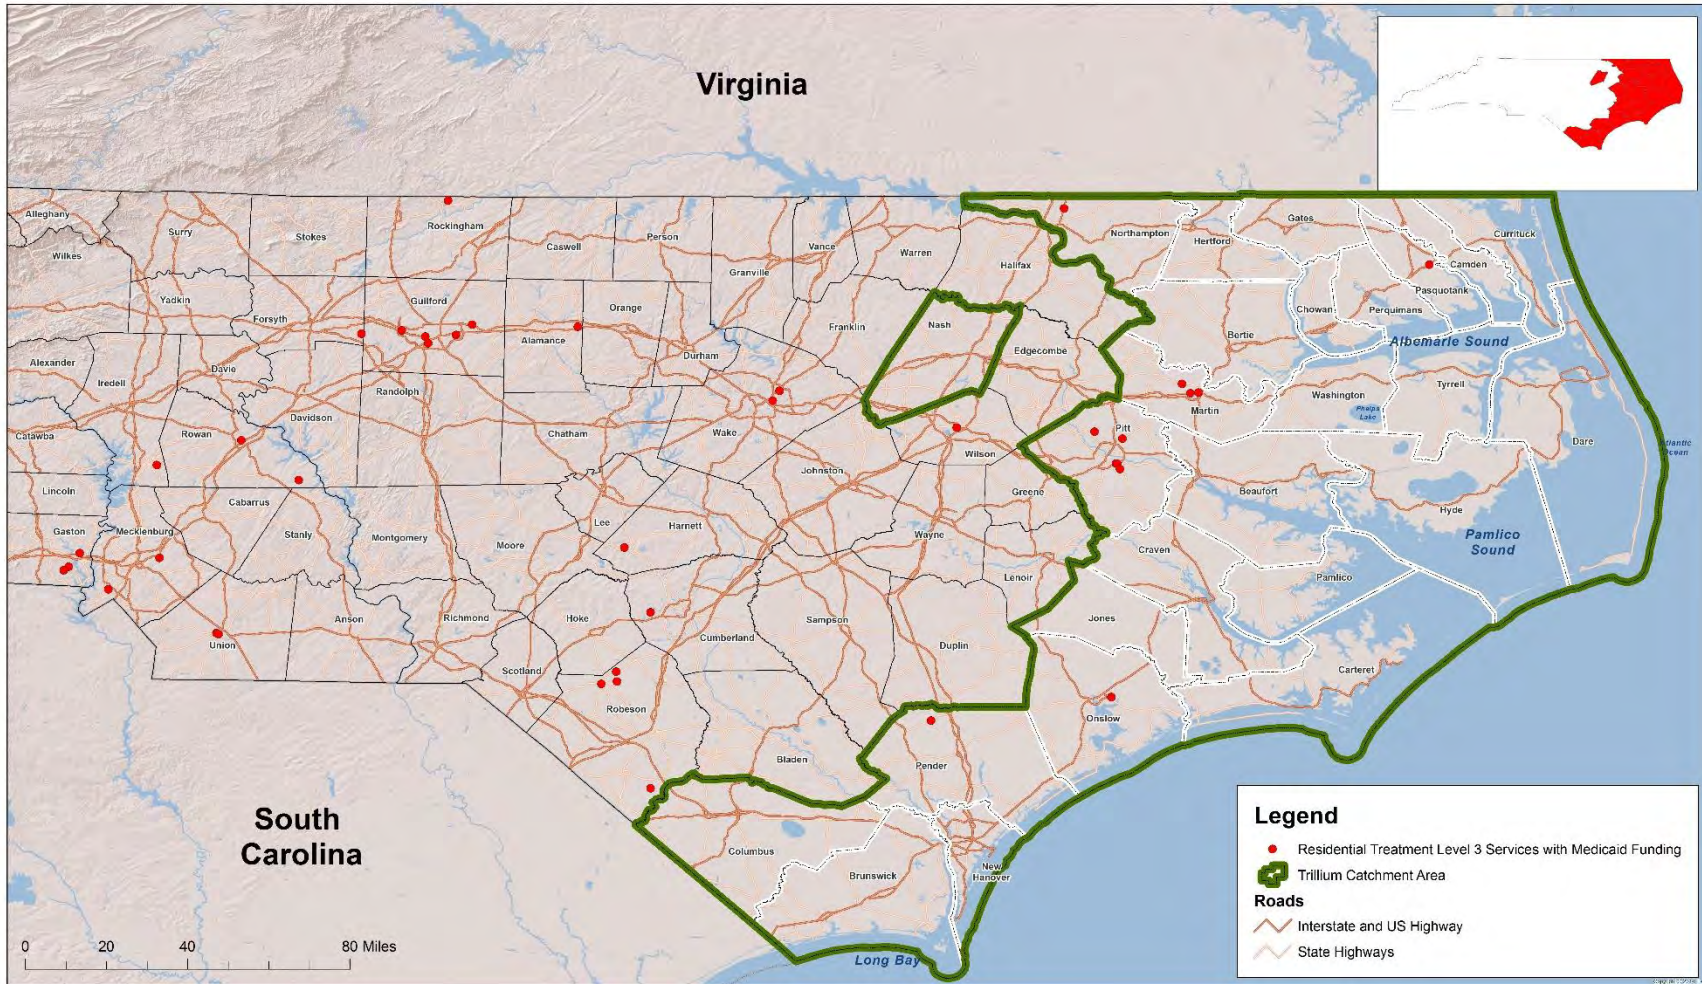 Virginia
Alleghany
Surry
Stokes
Rockingham
Caswell
Person
Granville
Vance
Warren
Northampton
Hertford
Gates
Currituck
Wilkes
Halifax
Camden
Pasquotank
Yadkin
Forsyth
Guilford
Orange
Franklin
Nash
Chowan
Perquimans
Alamance
Bertie
Albemarle Sound
Alexander
Iredell
Davie
Durham
Edgecombe
Randolph
Tyrrell
Davidson
Washington
Phelps
Lake
Martin
Catawba
Rowan
Chatham
Wake
Pitt
Dare
Atlantic
Ocean
Wilson
Johnston
Lincoln
Cabarrus
Greene
Beaufort
Hyde
Gaston
Mecklenburg
Stanly
Montgomery
Moore
Lee
Harnett
Wayne
Pamlico
Sound
Craven
Lenoir
Pamlico
Anson
Richmond
Hoke
Cumberland
Sampson
Jones
Union
Duplin
Scotland
Carteret
Robeson
Onslow
Bladen
Pender
South
Carolina
Columbus
Brunswick
New
Hanover
Long Bay
0 20 40 80 Miles
Legend
Residential Treatment Level 3 Services with Medicaid Funding
Trillium Catchment Area
Roads
Interstate and US Highway
State Highways